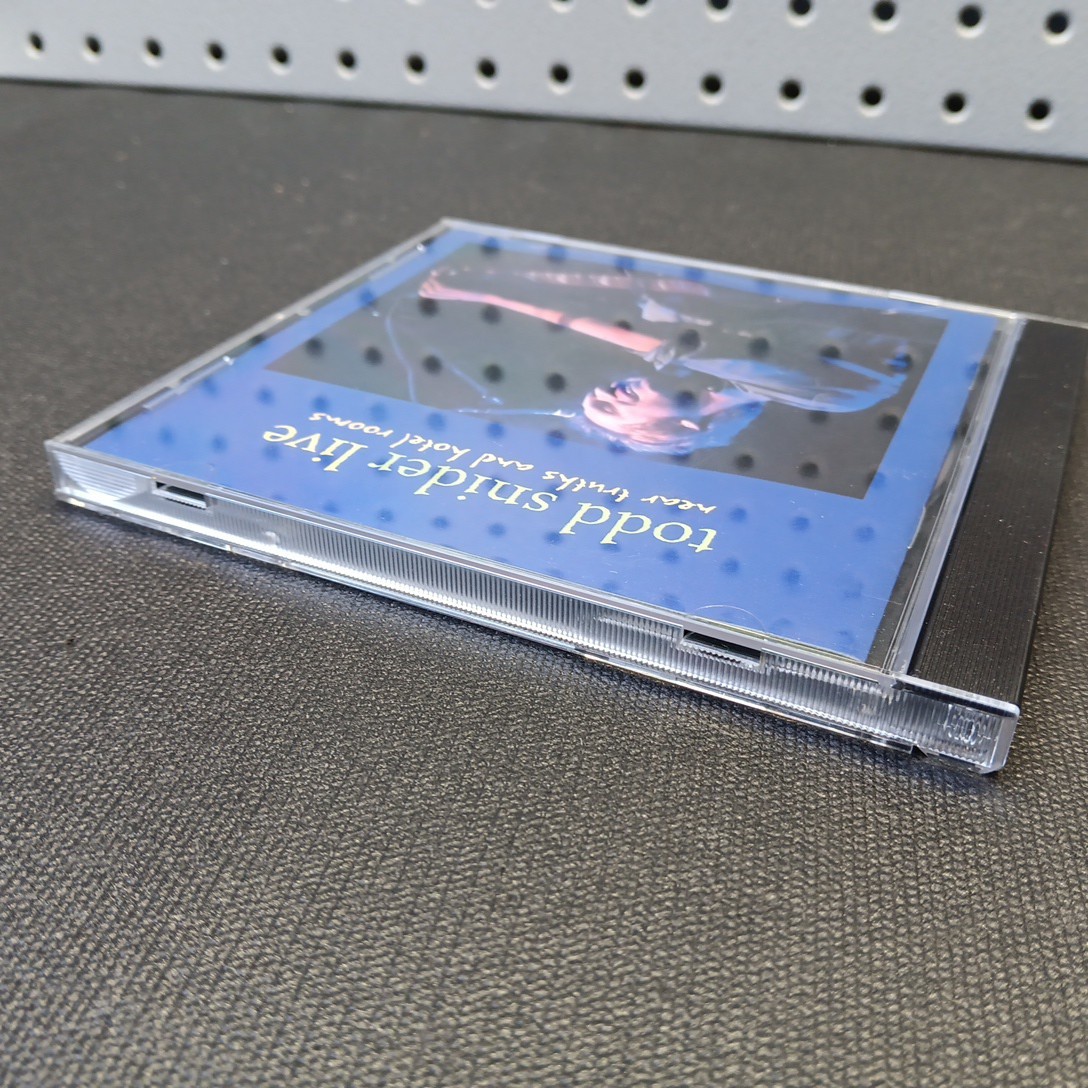 todd snider live
near truths and hotel rooms